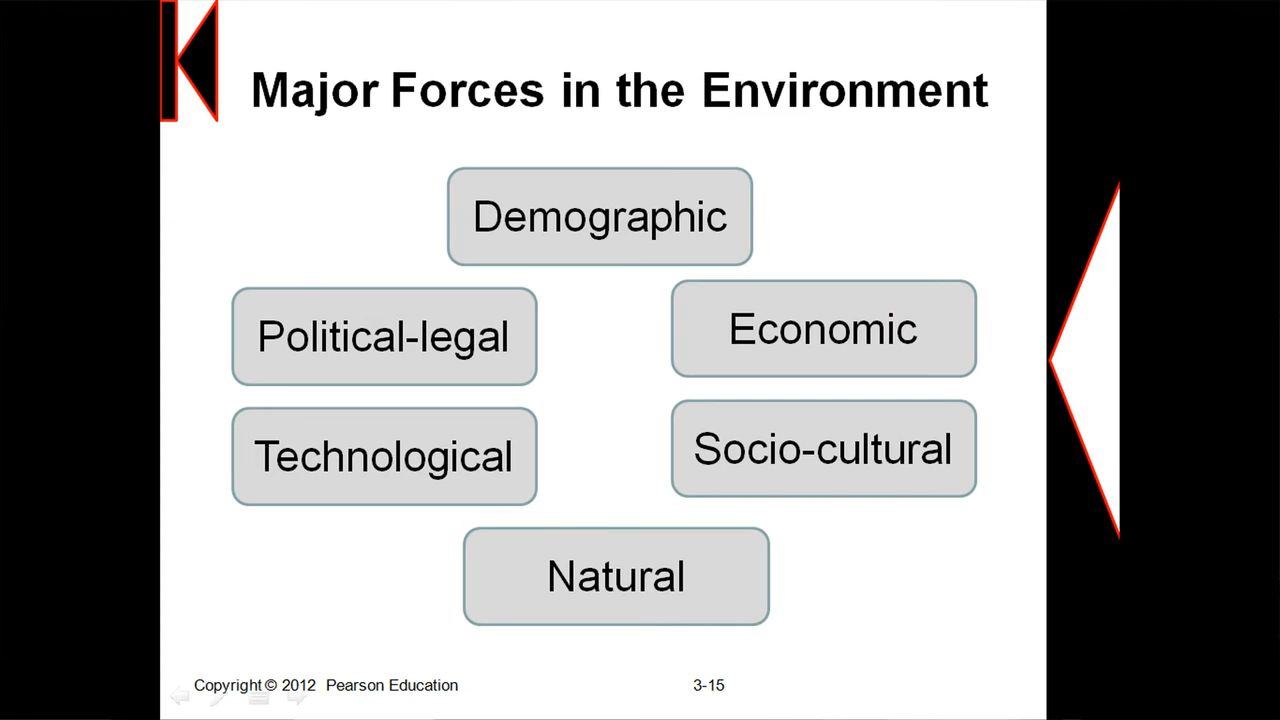 Major Forces in the Environment
Demographic
Political-legal
Economic
Technological
Socio-cultural
Natural
Copyright © 2012 Pearson Education
3-15